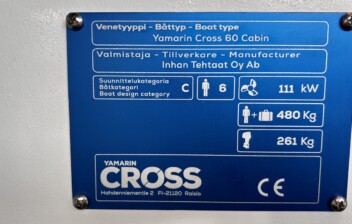 Venetyyppi - Båttyp - Boat type
Yamarin Cross 60 Cabin
Valmistaja - Tillverkare - Manufacturer
Inhan Tehtaat Oy Ab
Suunnittelukategoria
Båtkategori
Boat design category
C
6
111 kW
+ 480 Kg
261 Kg
YAMARIN
CROSS
Hahdenniementie 2 FI-21120 Raisio
CE